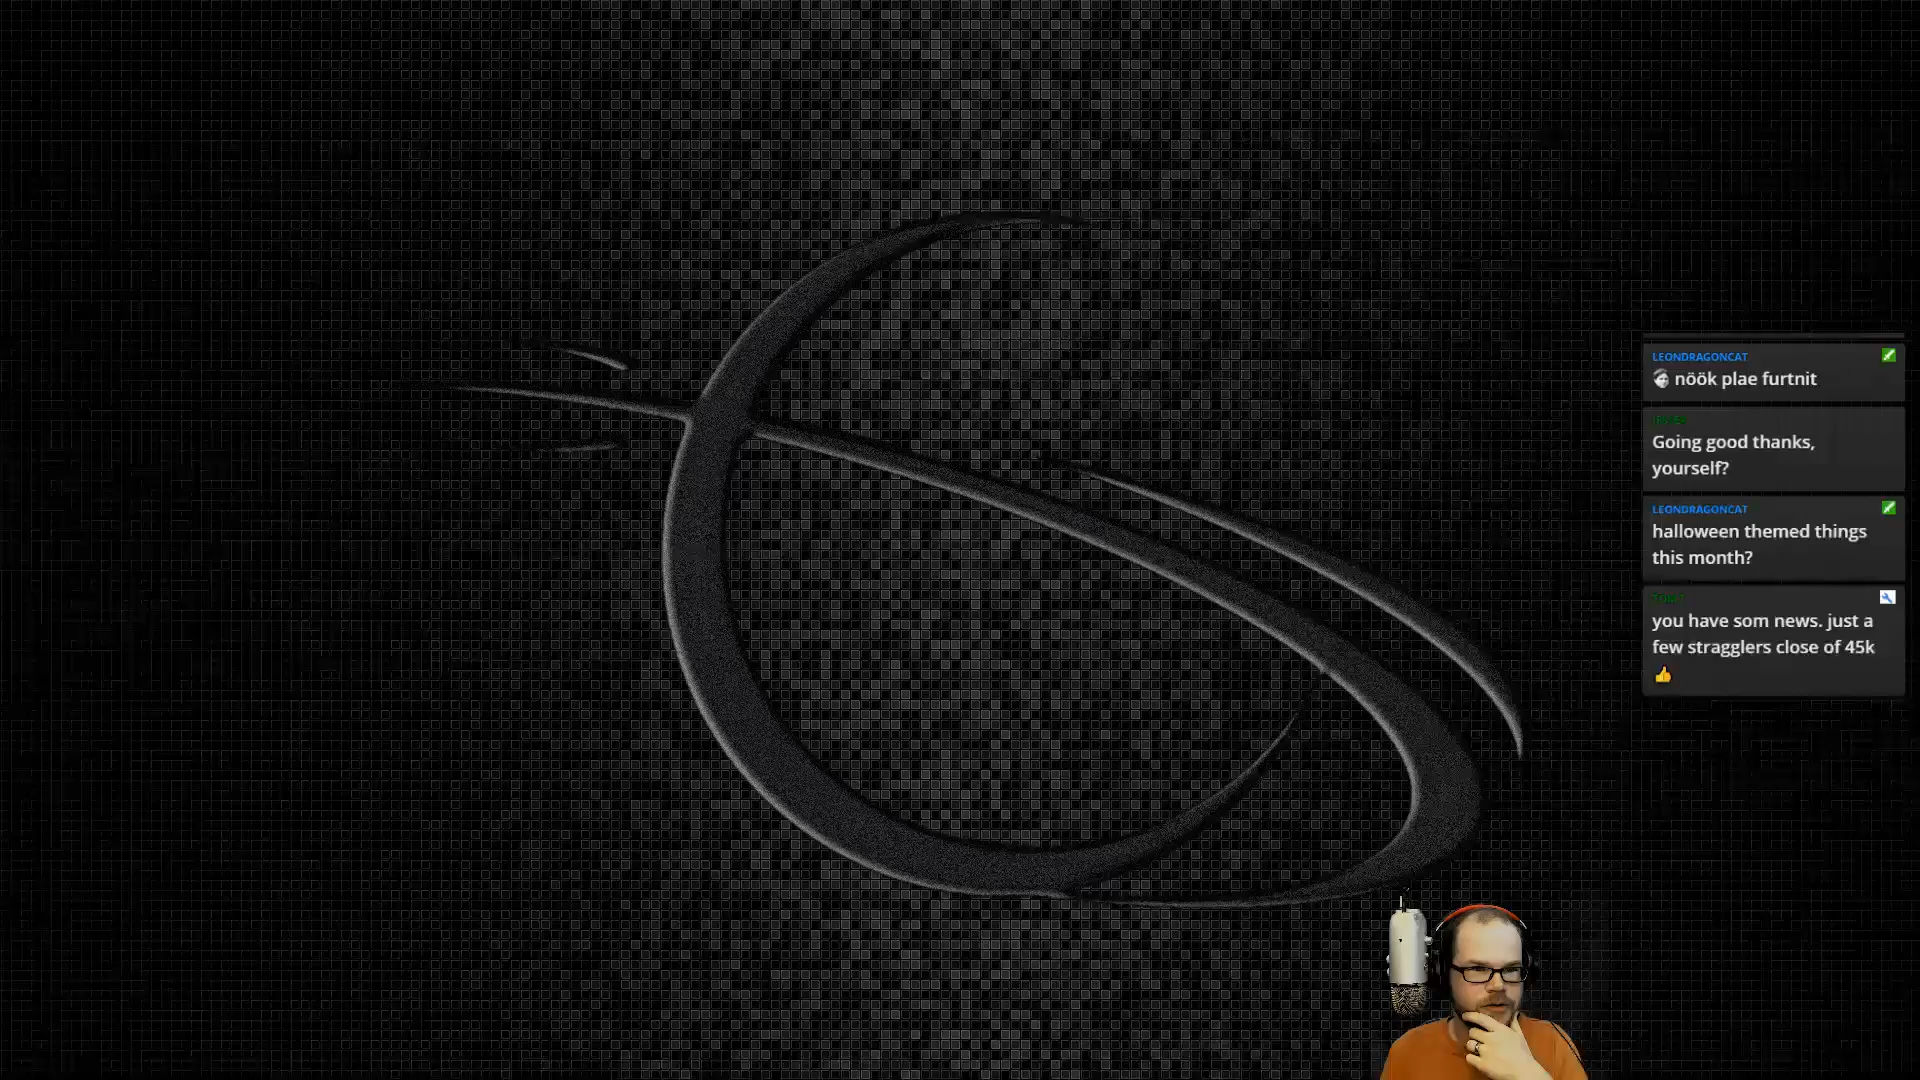 LEONDRAGONCAT
nöök plae furtnit
Going good thanks,
yourself?
LEONDRAGONCAT
halloween themed things
this month?
you have som news. just a
few stragglers close of 45k
👍